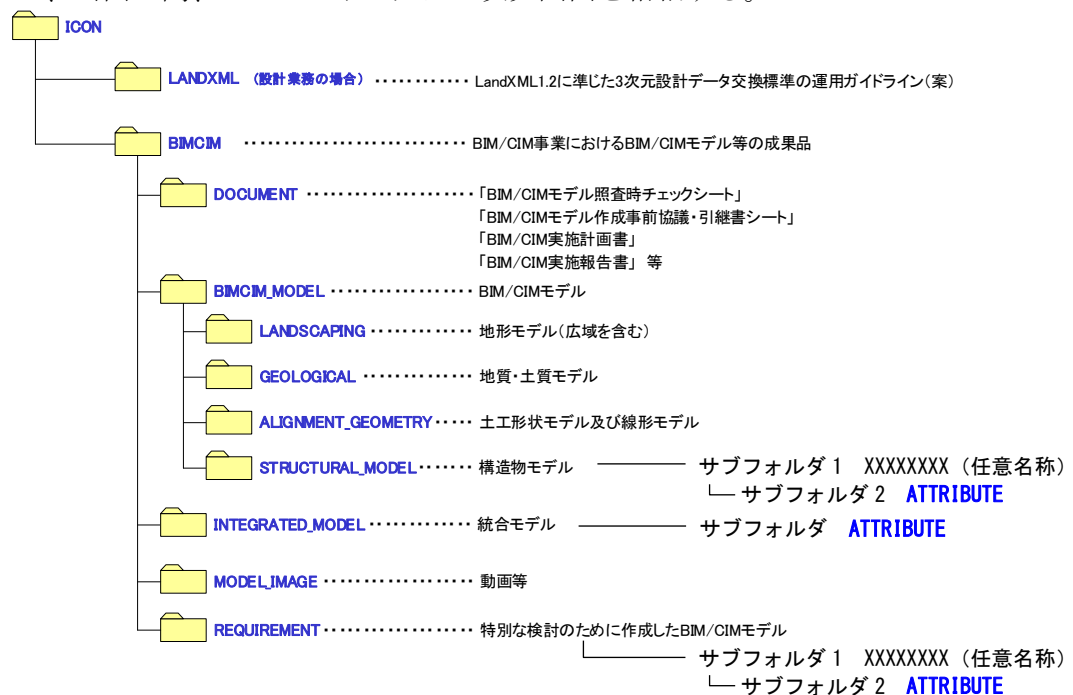 ICON
LANDXML (設計業務の場合) ・・・・・・・・・・・・・ LandXML1.2に準じた3次元設計データ交換標準の運用ガイドライン(案)
BIMCIM ・・・・・・・・・・・・・・・・・・・・・・・・・・ BIM/CIM事業におけるBIM/CIMモデル等の成果品
DOCUMENT ・・・・・・・・・・・・・・・・・・・・・ 「BIM/CIMモデル照査時チェックシート」
「BIM/CIMモデル作成事前協議・引継書シート」
「BIM/CIM実施計画書」
「BIM/CIM実施報告書」 等
BIMCIM_MODEL ・・・・・・・・・・・・・・・・・・ BIM/CIMモデル
LANDSCAPING ・・・・・・・・・・・・・ 地形モデル(広域を含む)
GEOLOGICAL ・・・・・・・・・・・・・・ 地質・土質モデル
ALIGNMENT_GEOMETRY・・・・・ 土工形状モデル及び線形モデル
STRUCTURAL_MODEL・・・・・・・ 構造物モデル サブフォルダ1 XXXXXXXX (任意名称)
サブフォルダ2 ATTRIBUTE
INTEGRATED_MODEL・・・・・・・・・・・・・ 統合モデル サブフォルダ ATTRIBUTE
MODEL_IMAGE ・・・・・・・・・・・・・・・・・・・ 動画等
REQUIREMENT・・・・・・・・・・・・・・・・・・・ 特別な検討のために作成したBIM/CIMモデル
サブフォルダ1 XXXXXXXX (任意名称)
サブフォルダ2 ATTRIBUTE